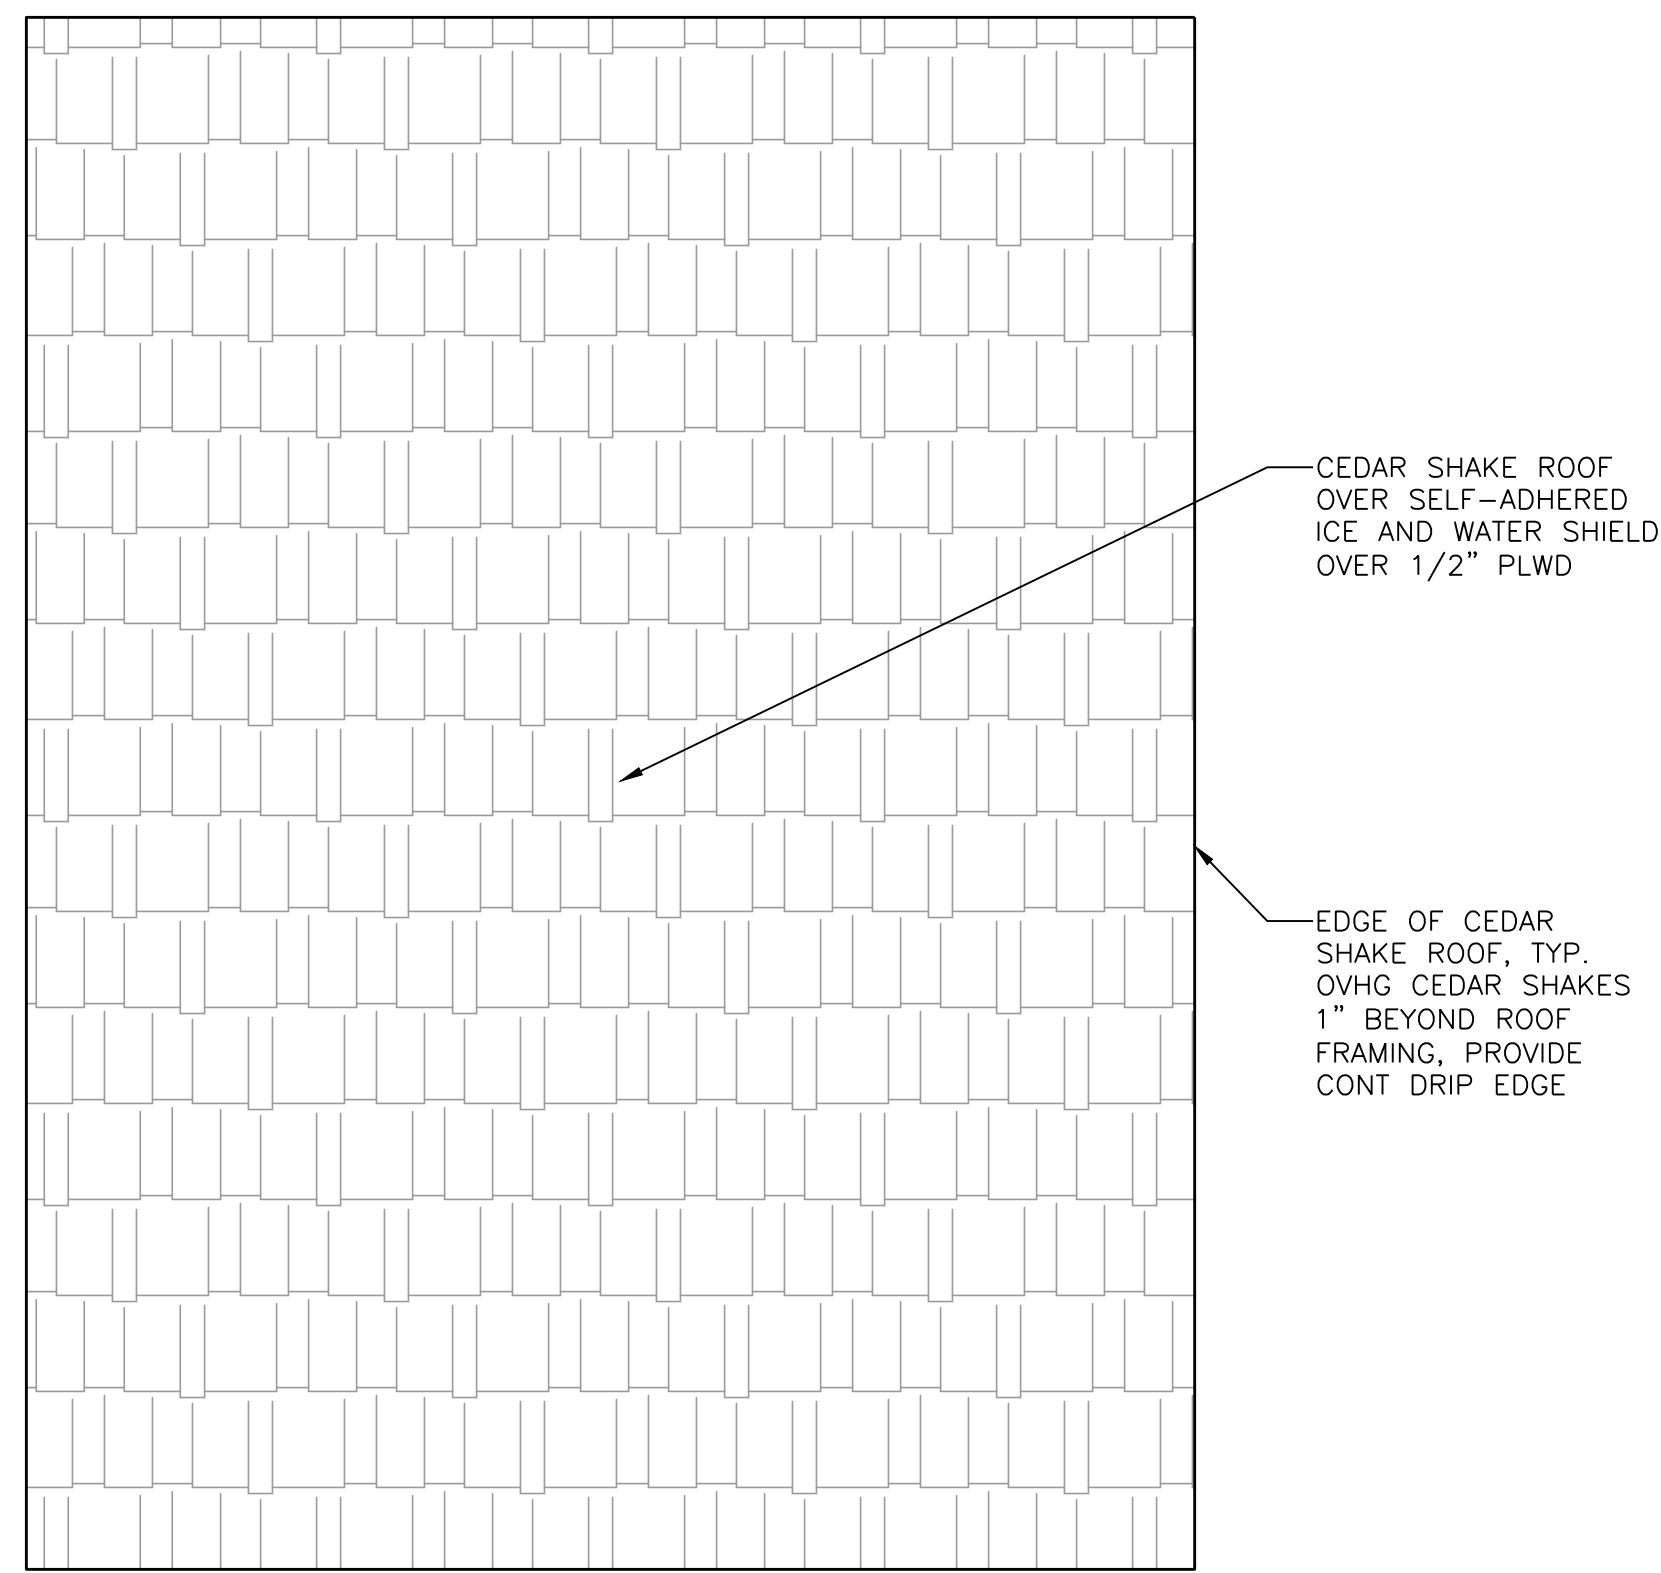 CEDAR SHAKE ROOF
OVER SELF-ADHERED
ICE AND WATER SHIELD
OVER 1/2" PLWD
EDGE OF CEDAR
SHAKE ROOF, TYP.
OVHG CEDAR SHAKES
1" BEYOND ROOF
FRAMING, PROVIDE
CONT DRIP EDGE